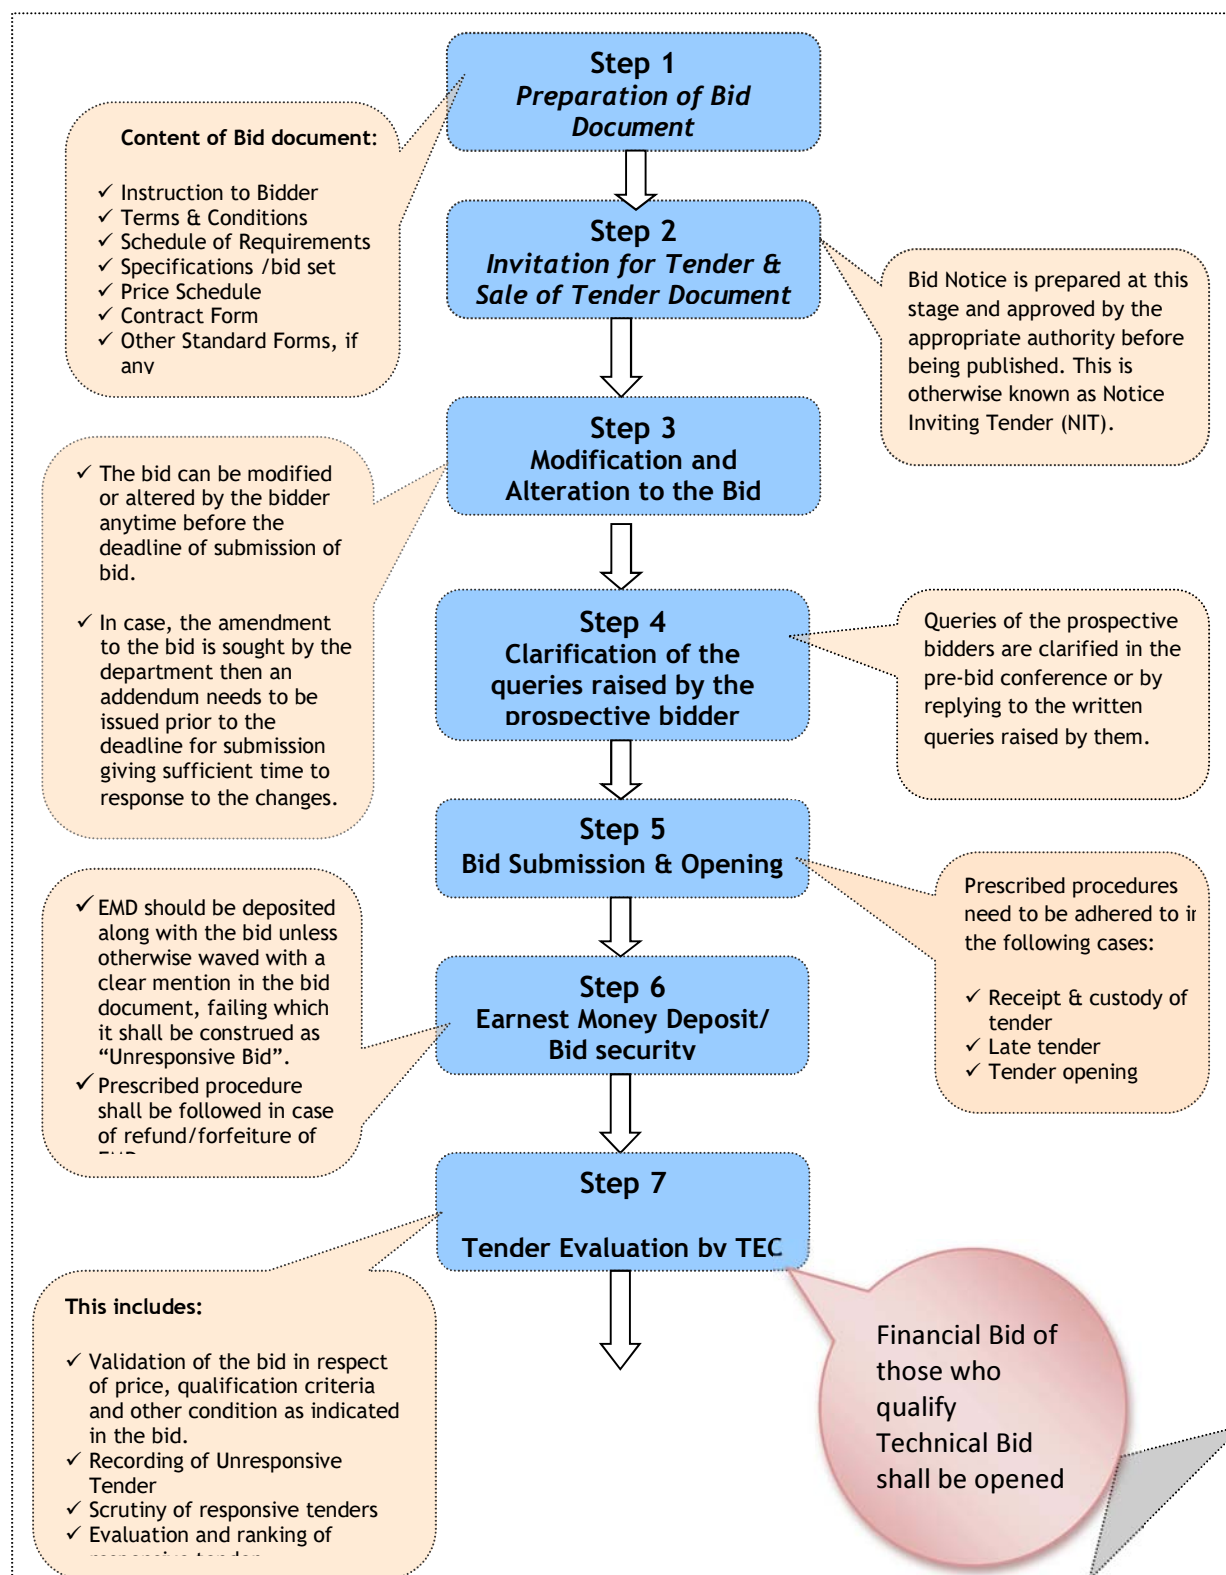 Step 1
Preparation of Bid
Document
Content of Bid document:
✓ Instruction to Bidder
✓ Terms & Conditions
✓ Schedule of Requirements
✓ Specifications /bid set
✓ Price Schedule
✓ Contract Form
✓ Other Standard Forms, if
any
Step 2
Invitation for Tender &
Sale of Tender Document
Bid Notice is prepared at this
stage and approved by the
appropriate authority before
being published. This is
otherwise known as Notice
Inviting Tender (NIT).
Step 3
Modification and
Alteration to the Bid
✓ The bid can be modified
or altered by the bidder
anytime before the
deadline of submission of
bid.
✓ In case, the amendment
to the bid is sought by the
department then an
addendum needs to be
issued prior to the
deadline for submission
giving sufficient time to
response to the changes.
Step 4
Clarification of the
queries raised by the
prospective bidder
Queries of the prospective
bidders are clarified in the
pre-bid conference or by
replying to the written
queries raised by them.
Step 5
Bid Submission & Opening
Prescribed procedures
need to be adhered to in
the following cases:
✓ Receipt & custody of
tender
✓ Late tender
✓ Tender opening
Step 6
Earnest Money Deposit/
Bid security
✓ EMD should be deposited
along with the bid unless
otherwise waved with a
clear mention in the bid
document, failing which
it shall be construed as
“Unresponsive Bid”.
✓ Prescribed procedure
shall be followed in case
of refund/forfeiture of
Step 7
Tender Evaluation by TEC
This includes:
✓ Validation of the bid in respect
of price, qualification criteria
and other condition as indicated
in the bid.
✓ Recording of Unresponsive
Tender
✓ Scrutiny of responsive tenders
✓ Evaluation and ranking of
Financial Bid of
those who
qualify
Technical Bid
shall be opened